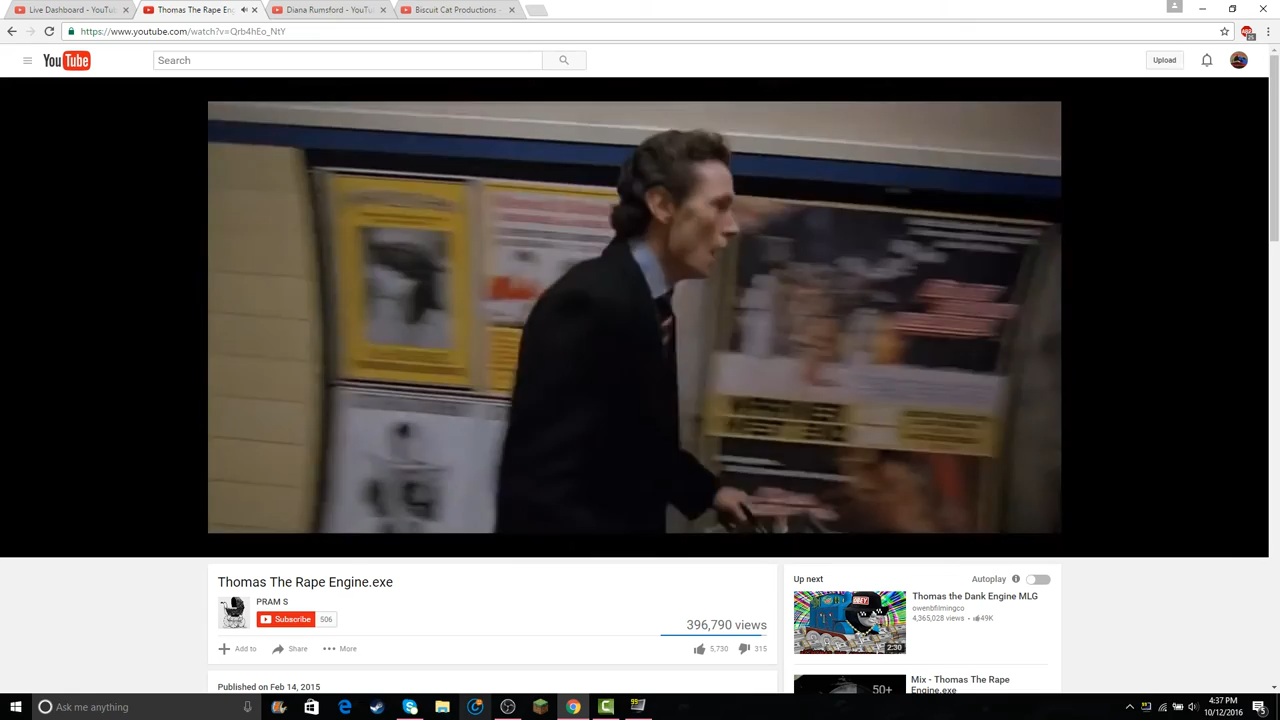 Live Dashboard - YouTu
Thomas The Rape Eng
Diana Rumsford - YouTu
Biscuit Cat Productions -
https://www.youtube.com/watch?v=Qrb4hEo_NtY
YouTube
Search
Upload
Thomas The Rape Engine.exe
PRAM S
Subscribe 506
396,790 views
Add to Share More
5,730 315
Published on Feb 14, 2015
Up next
Autoplay
Thomas the Dank Engine MLG
owenbfilmingco
4,365,028 views • 49K
OBEY
2:30
Mix - Thomas The Rape
Engine.exe
50+
Ask me anything
4:37 PM
10/12/2016